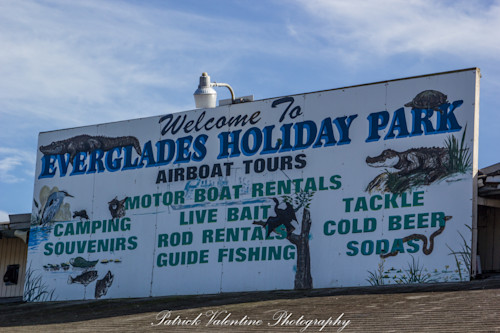 Welcome To
EVERGLADES HOLIDAY PARK
AIRBOAT TOURS
MOTOR BOAT RENTALS
CAMPING
SOUVENIRS
LIVE BAIT
ROD RENTALS
GUIDE FISHING
TACKLE
COLD BEER
SODAS
Patrick Valentine Photography